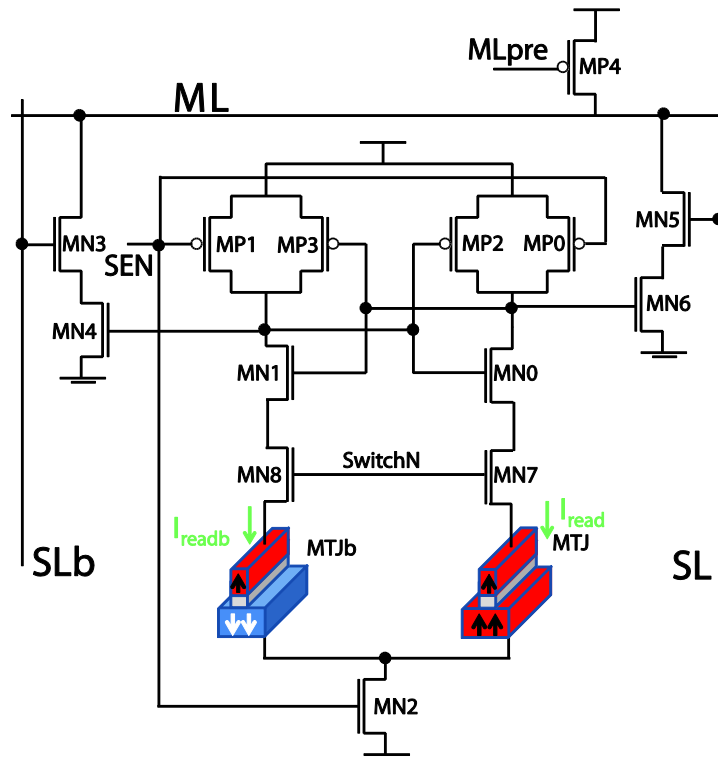 MLpre
MP4
ML
MN3
SEN
MP1
MP3
MP2
MP0
MN5
MN4
MN6
MN1
MN0
MN8
SwitchN
MN7
Ireadb
MTJb
Iread
MTJ
SLb
SL
MN2